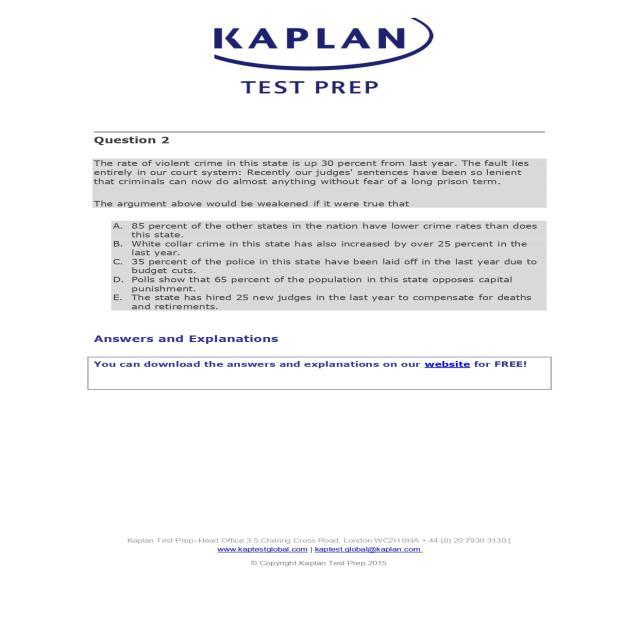 KAPLAN
TEST PREP
Question 2
The rate of violent crime in this state is up 30 percent from last year. The fault lies
entirely in our court system: Recently our judges' sentences have been so lenient
that criminals can now do almost anything without fear of a long prison term.
The argument above would be weakened if it were true that
A. 85 percent of the other states in the nation have lower crime rates than does
this state.
B. White collar crime in this state has also increased by over 25 percent in the
last year.
C. 35 percent of the police in this state have been laid off in the last year due to
budget cuts.
D. Polls show that 65 percent of the population in this state opposes capital
punishment.
E. The state has hired 25 new judges in the last year to compensate for deaths
and retirements.
Answers and Explanations
You can download the answers and explanations on our website for FREE!
Kaplan Test Prep–Head Office 3-5 Charing Cross Road, London WC2H 0HA • 44 (0) 20 7930 3130 |
www.kaptestglobal.com | kaptest.global@kaplan.com
© Copyright Kaplan Test Prep 2015